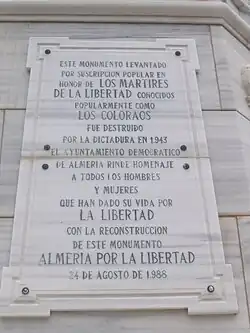 ESTE MONUMENTO LEVANTADO
POR SUSCRIPCION POPULAR EN
HONOR DE LOS MARTIRES
DE LA LIBERTAD CONOCIDOS
POPULARMENTE COMO
LOS COLORAOS
FUE DESTRUIDO
POR LA DICTADURA EN 1943
EL AYUNTAMIENTO DEMOCRATICO
DE ALMERIA RINDE HOMENAJE
A TODOS LOS HOMBRES
Y MUJERES
QUE HAN DADO SU VIDA POR
LA LIBERTAD
CON LA RECONSTRUCCION
DE ESTE MONUMENTO
ALMERIA POR LA LIBERTAD
24 DE AGOSTO DE 1988